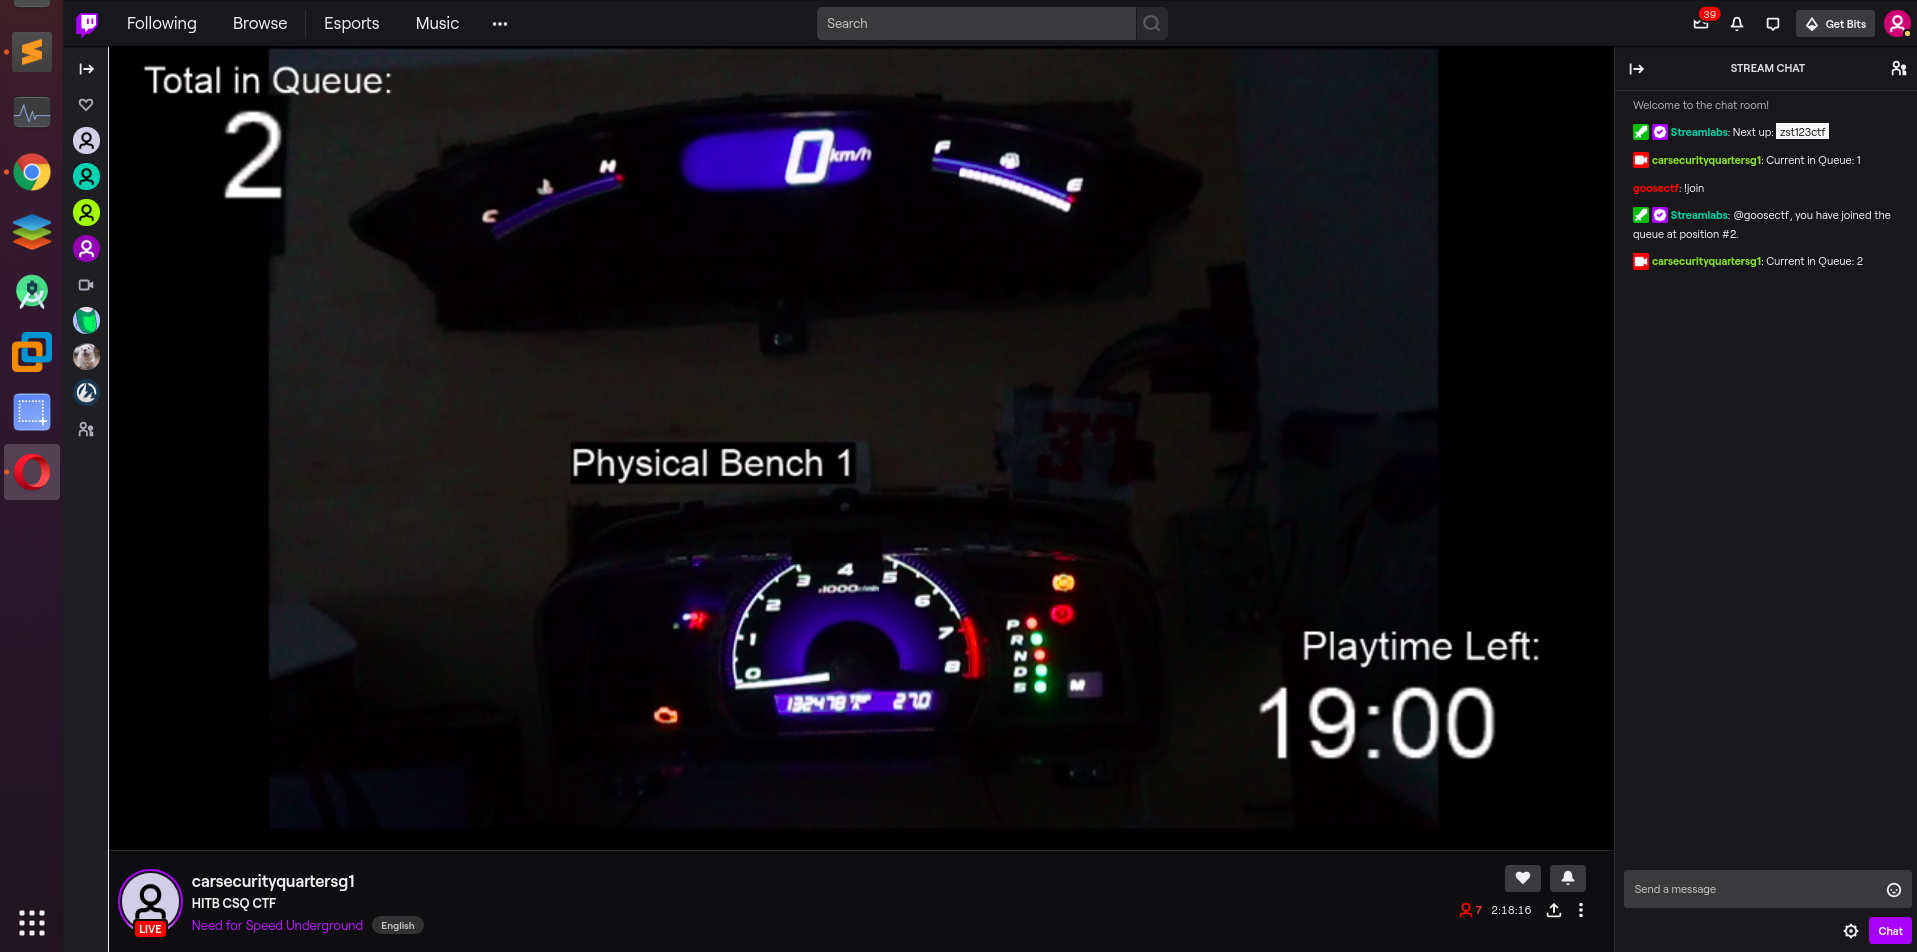 Following Browse Esports Music
Search
39
Get Bits
Total in Queue:
2
H
C
0 km/h
F
E
37
Physical Bench 1
0 1 2 3 4 5 6 7 8
x1000r/min
P
R
N
D
S
M
132478 TRIP A 27.0
Playtime Left:
19:00
STREAM CHAT
Welcome to the chat room!
Streamlabs: Next up: zst123ctf
carsecurityquartersg1: Current in Queue: 1
goosectf: !join
Streamlabs: @goosectf, you have joined the
queue at position #2.
carsecurityquartersg1: Current in Queue: 2
LIVE
carsecurityquartersg1
HITB CSQ CTF
Need for Speed Underground English
7 2:18:16
Send a message
Chat